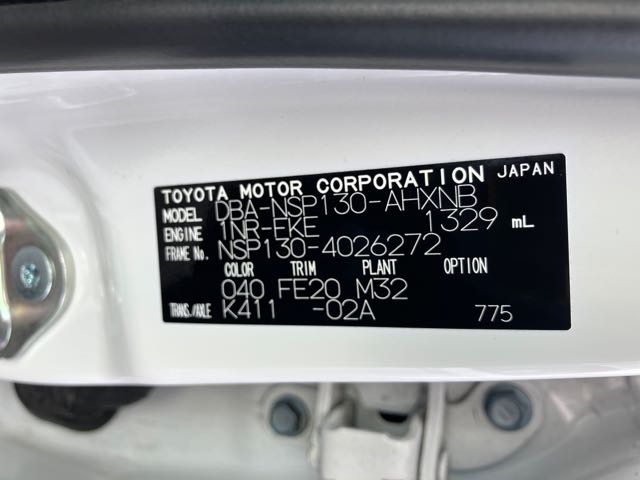 TOYOTA MOTOR CORPORATION JAPAN
MODEL DBA-NSP130-AHXNB
ENGINE 1NR-FKE 1329 mL
FRAME No. NSP130-4026272
COLOR TRIM PLANT OPTION
040 FE20 M32
TRANS./AXLE K411 -02A 775